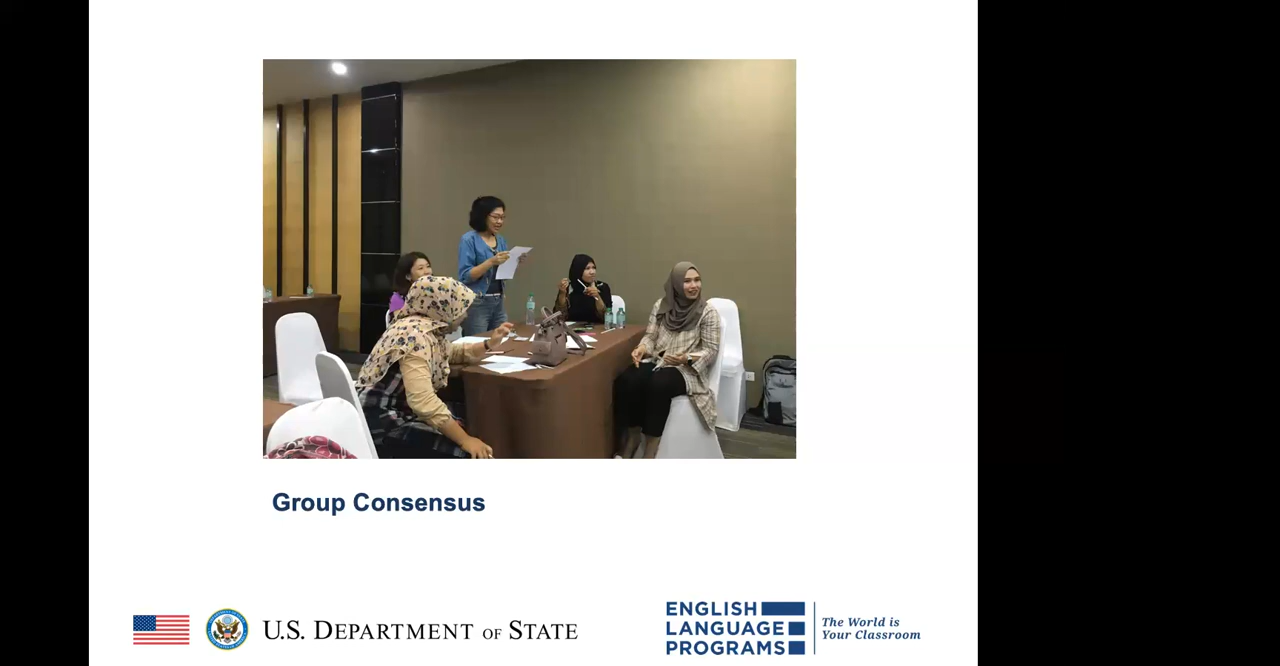 Group Consensus
U.S. DEPARTMENT OF STATE
ENGLISH
LANGUAGE
PROGRAMS
The World is
Your Classroom